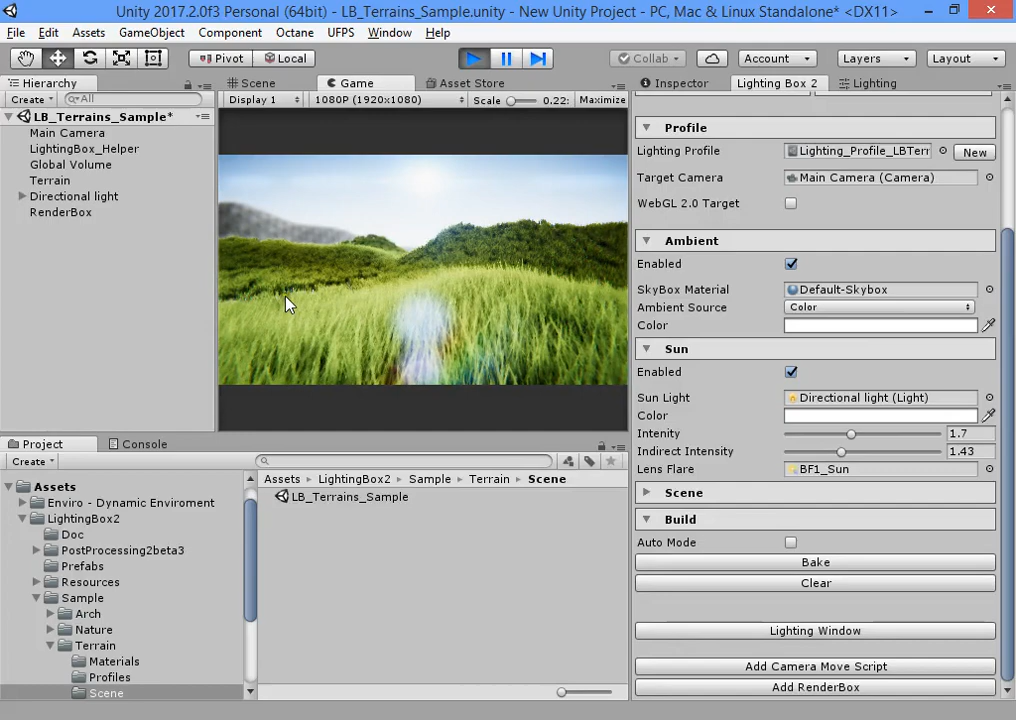 Unity 2017.2.0f3 Personal (64bit) - LB_Terrains_Sample.unity - New Unity Project - PC, Mac & Linux Standalone* <DX11>
File Edit Assets GameObject Component Octane UFPS Window Help
Pivot Local Collab Account Layers Layout
Hierarchy Scene Game Asset Store Inspector Lighting Box 2 Lighting
Create All Display 1 1080P (1920x1080) Scale 0.22: Maximize
LB_Terrains_Sample*
Main Camera
LightingBox_Helper
Global Volume
Terrain
Directional light
RenderBox
Profile
Lighting Profile Lighting_Profile_LBTerr New
Target Camera Main Camera (Camera)
WebGL 2.0 Target
Ambient
Enabled
SkyBox Material Default-Skybox
Ambient Source Color
Color
Sun
Enabled
Sun Light Directional light (Light)
Color
Intenity 1.7
Indirect Intensity 1.43
Lens Flare BF1_Sun
Scene
Build
Auto Mode
Bake
Clear
Lighting Window
Add Camera Move Script
Add RenderBox
Project Console
Create
Assets
Enviro - Dynamic Enviroment
LightingBox2
Doc
PostProcessing2beta3
Prefabs
Resources
Sample
Arch
Nature
Terrain
Materials
Profiles
Scene
Assets LightingBox2 Sample Terrain Scene
LB_Terrains_Sample